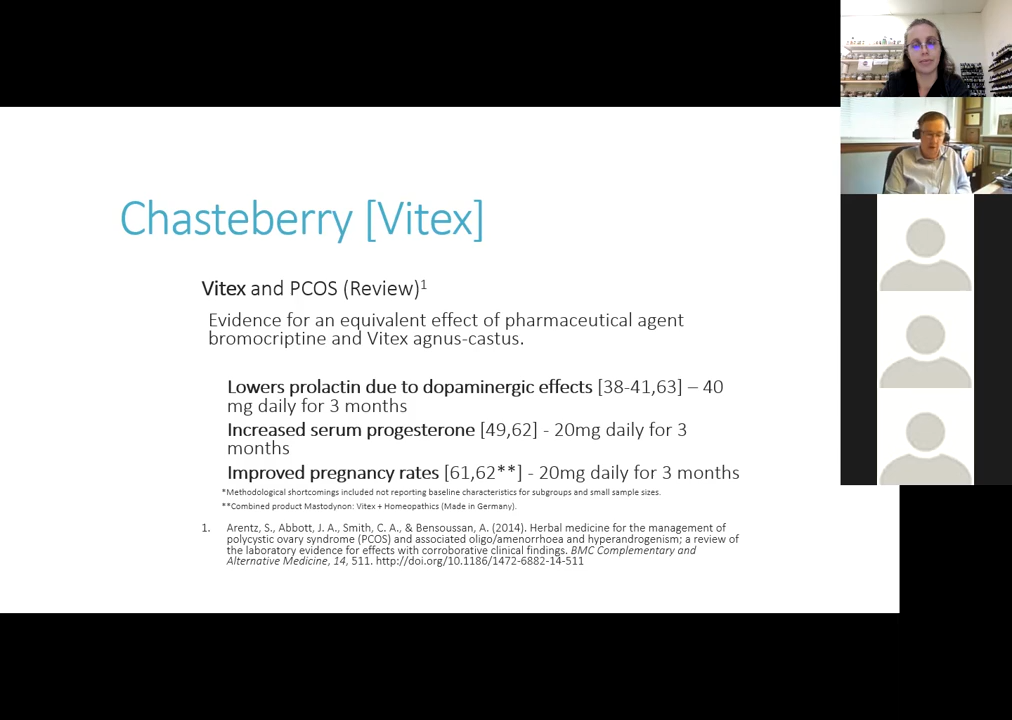 Chasteberry [Vitex]
Vitex and PCOS (Review)1
Evidence for an equivalent effect of pharmaceutical agent
bromocriptine and Vitex agnus-castus.
Lowers prolactin due to dopaminergic effects [38-41,63] – 40
mg daily for 3 months
Increased serum progesterone [49,62] - 20mg daily for 3
months
Improved pregnancy rates [61,62**] - 20mg daily for 3 months
*Methodological shortcomings included not reporting baseline characteristics for subgroups and small sample sizes.
**Combined product Mastodynon: Vitex + Homeopathics (Made in Germany).
1. Arentz, S., Abbott, J. A., Smith, C. A., & Bensoussan, A. (2014). Herbal medicine for the management of
polycystic ovary syndrome (PCOS) and associated oligo/amenorrhoea and hyperandrogenism; a review of
the laboratory evidence for effects with corroborative clinical findings. BMC Complementary and
Alternative Medicine, 14, 511. http://doi.org/10.1186/1472-6882-14-511